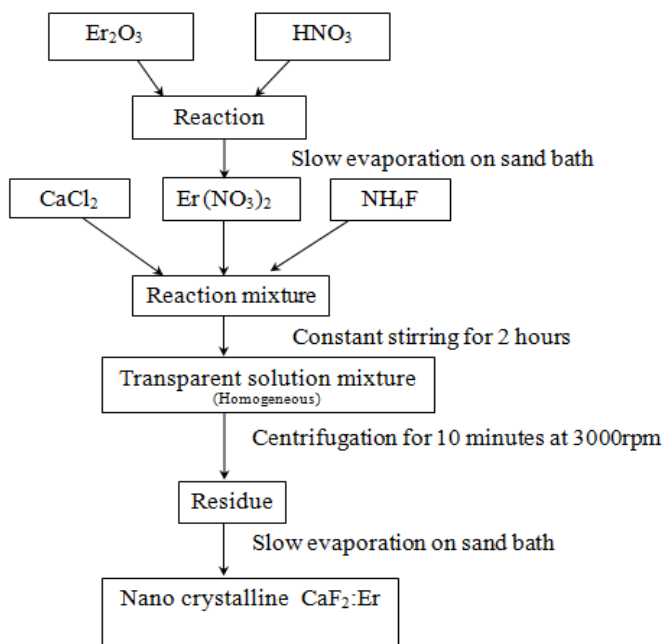 Er₂O₃
HNO₃
Reaction
Slow evaporation on sand bath
CaCl₂
Er(NO₃)₂
NH₄F
Reaction mixture
Constant stirring for 2 hours
Transparent solution mixture
(Homogeneous)
Centrifugation for 10 minutes at 3000rpm
Residue
Slow evaporation on sand bath
Nano crystalline CaF₂:Er